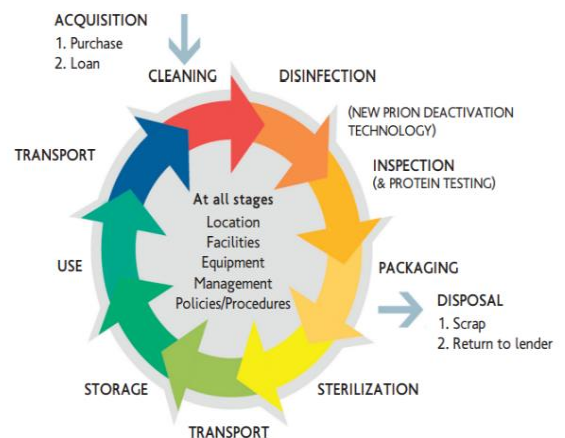 ACQUISITION
1. Purchase
2. Loan
CLEANING
DISINFECTION
(NEW PRION DEACTIVATION
TECHNOLOGY)
INSPECTION
(& PROTEIN TESTING)
PACKAGING
DISPOSAL
1. Scrap
2. Return to lender
STERILIZATION
TRANSPORT
STORAGE
USE
TRANSPORT
At all stages
Location
Facilities
Equipment
Management
Policies/Procedures